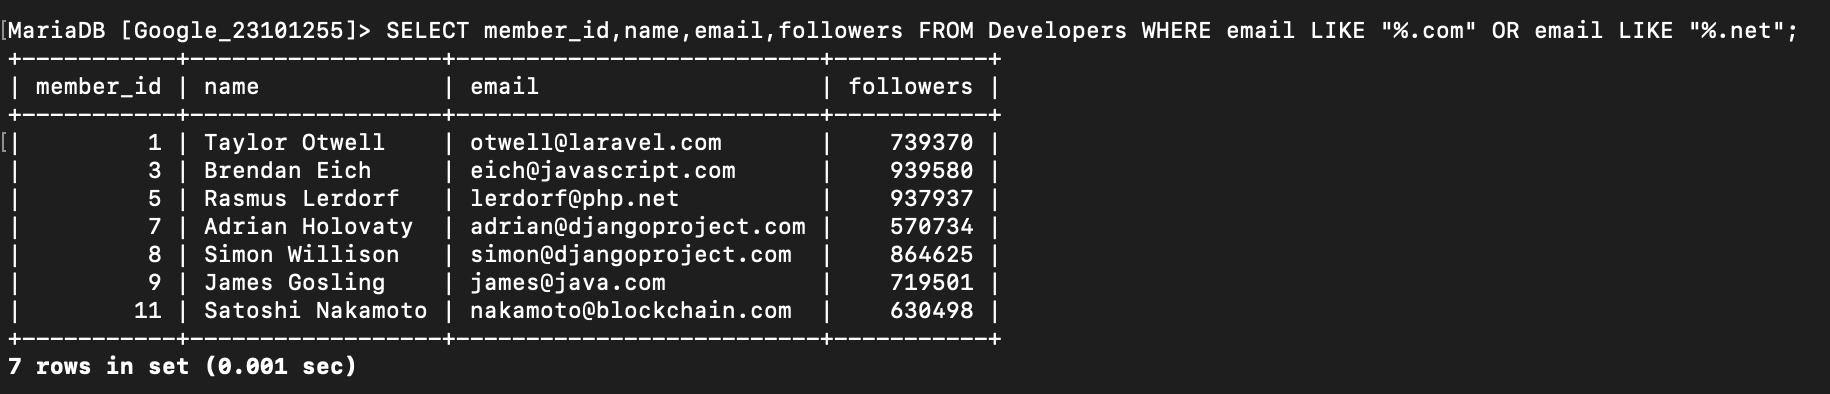 [MariaDB [Google_23101255]> SELECT member_id,name,email,followers FROM Developers WHERE email LIKE "%.com" OR email LIKE "%.net";
+-----------+------------------+---------------------------+-----------+
| member_id | name             | email                     | followers |
+-----------+------------------+---------------------------+-----------+
[|         1 | Taylor Otwell    | otwell@laravel.com        |    739370 |
|         3 | Brendan Eich     | eich@javascript.com       |    939580 |
|         5 | Rasmus Lerdorf   | lerdorf@php.net           |    937937 |
|         7 | Adrian Holovaty  | adrian@djangoproject.com  |    570734 |
|         8 | Simon Willison   | simon@djangoproject.com   |    864625 |
|         9 | James Gosling    | james@java.com            |    719501 |
|        11 | Satoshi Nakamoto | nakamoto@blockchain.com   |    630498 |
+-----------+------------------+---------------------------+-----------+
7 rows in set (0.001 sec)